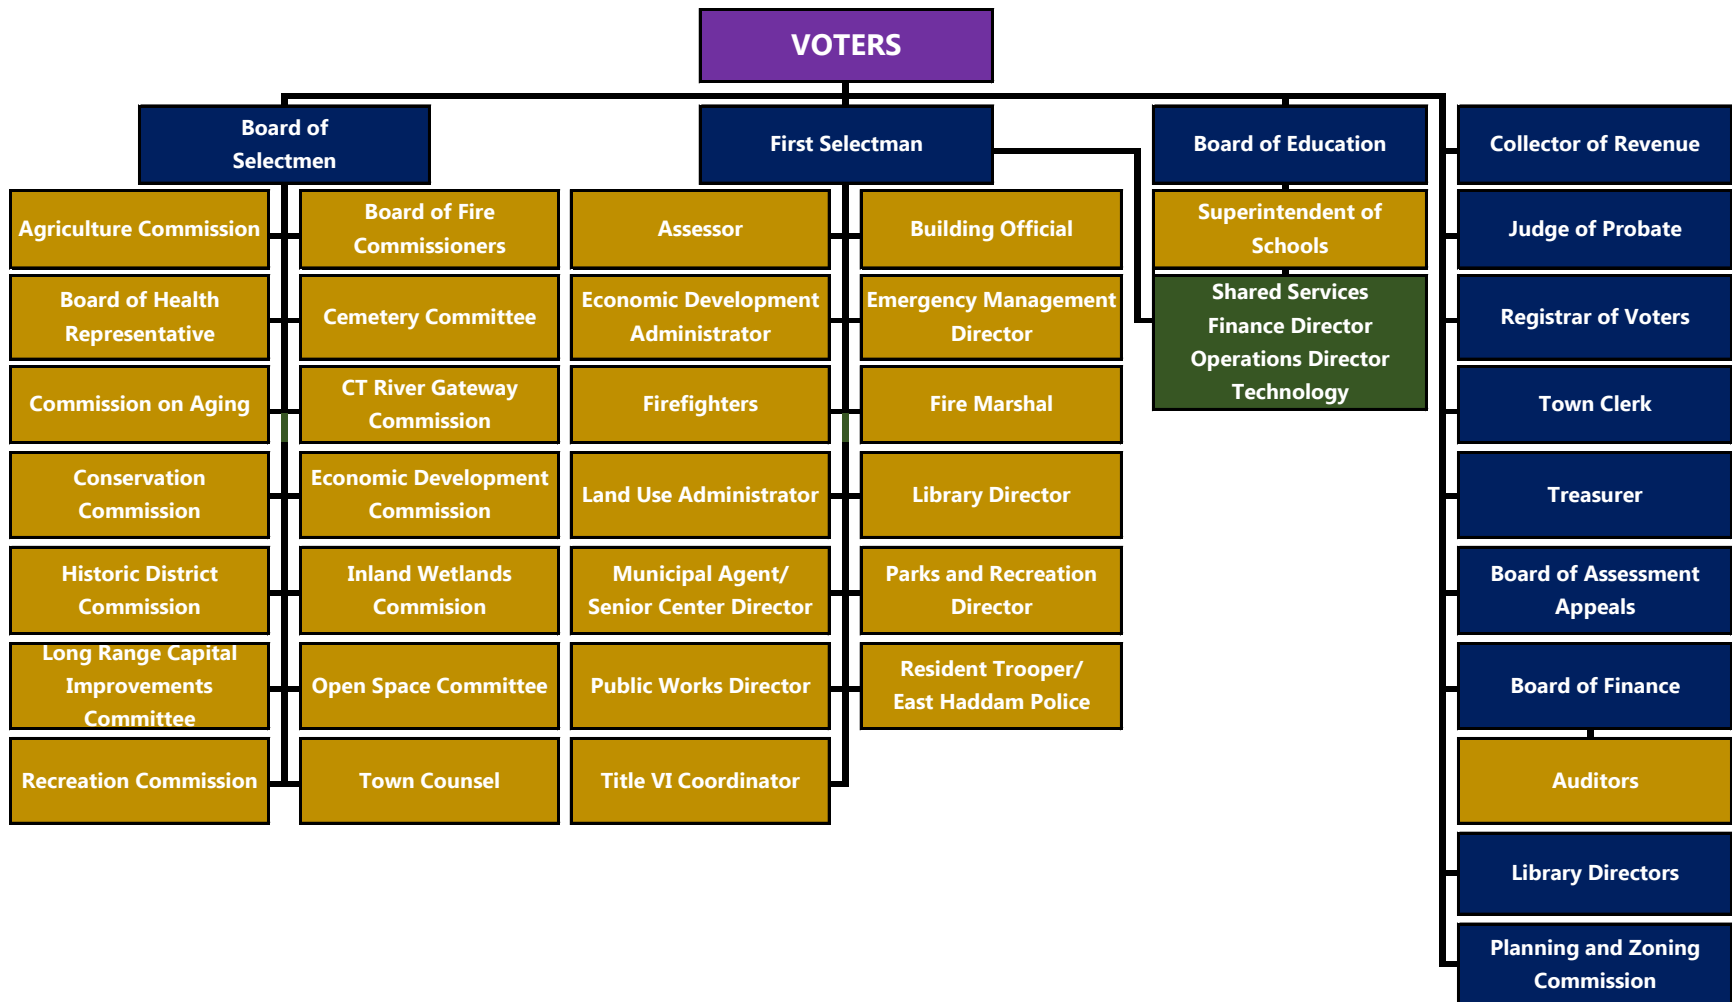 VOTERS
Board of
Selectmen
First Selectman
Board of Education
Collector of Revenue
Agriculture Commission
Board of Fire
Commissioners
Assessor
Building Official
Superintendent of
Schools
Judge of Probate
Board of Health
Representative
Cemetery Committee
Economic Development
Administrator
Emergency Management
Director
Shared Services
Finance Director
Operations Director
Technology
Registrar of Voters
Commission on Aging
CT River Gateway
Commission
Firefighters
Fire Marshal
Town Clerk
Conservation
Commission
Economic Development
Commission
Land Use Administrator
Library Director
Treasurer
Historic District
Commission
Inland Wetlands
Commision
Municipal Agent/
Senior Center Director
Parks and Recreation
Director
Board of Assessment
Appeals
Long Range Capital
Improvements
Committee
Open Space Committee
Public Works Director
Resident Trooper/
East Haddam Police
Board of Finance
Recreation Commission
Town Counsel
Title VI Coordinator
Auditors
Library Directors
Planning and Zoning
Commission